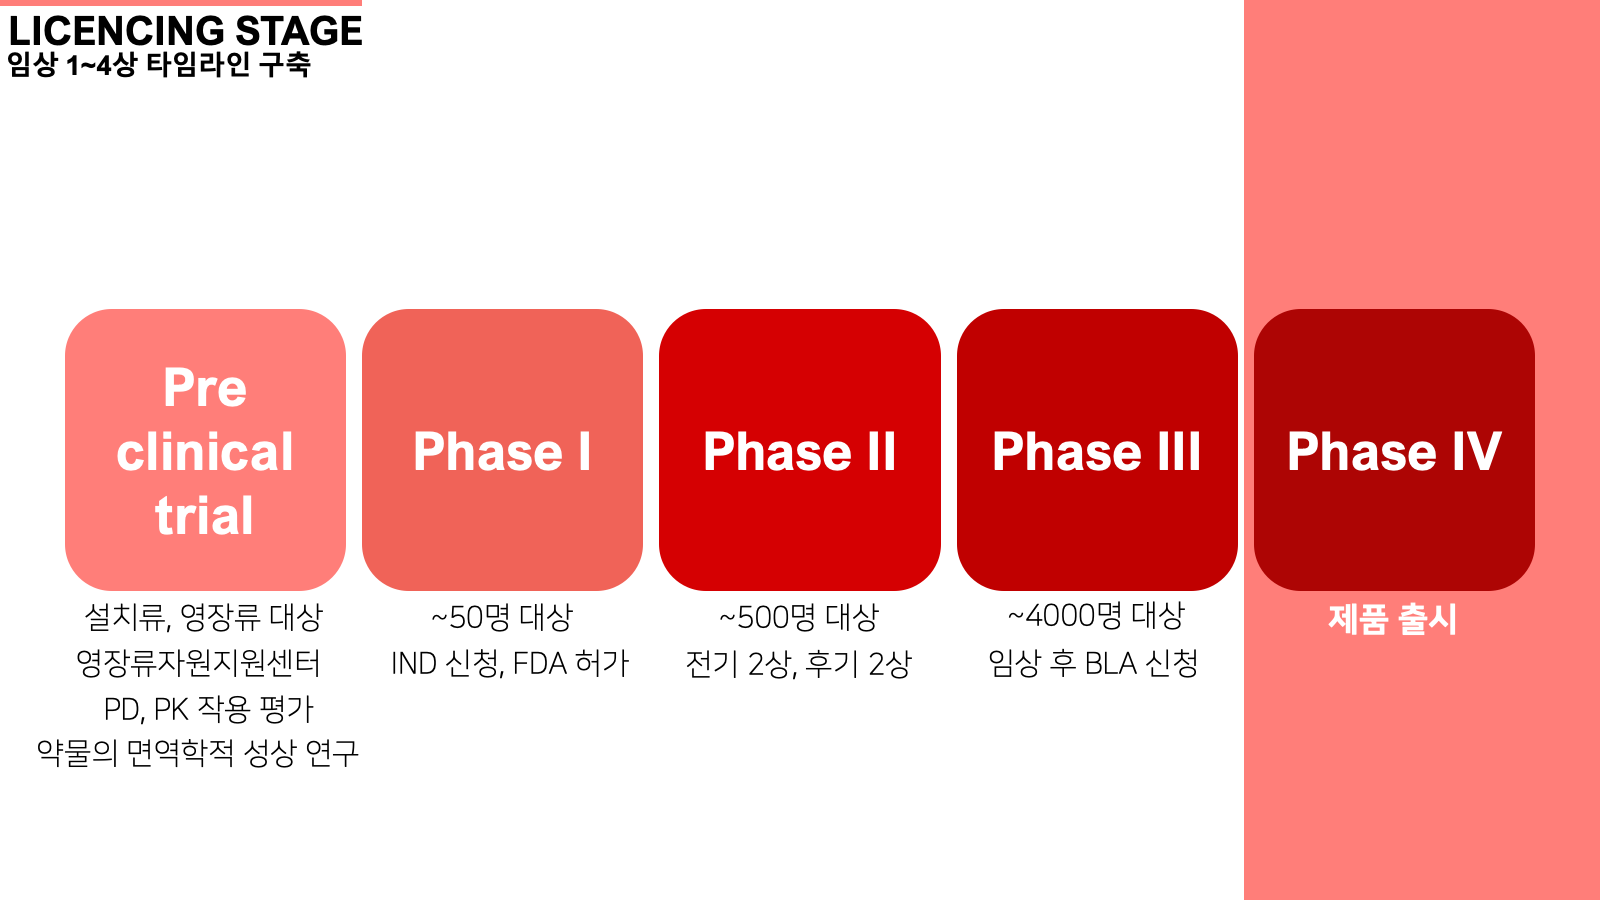 LICENCING STAGE
임상 1~4상 타임라인 구축
Pre
clinical
trial
설치류, 영장류 대상
영장류자원지원센터
PD, PK 작용 평가
약물의 면역학적 성상 연구
Phase I
~50명 대상
IND 신청, FDA 허가
Phase II
~500명 대상
전기 2상, 후기 2상
Phase III
~4000명 대상
임상 후 BLA 신청
Phase IV
제품 출시